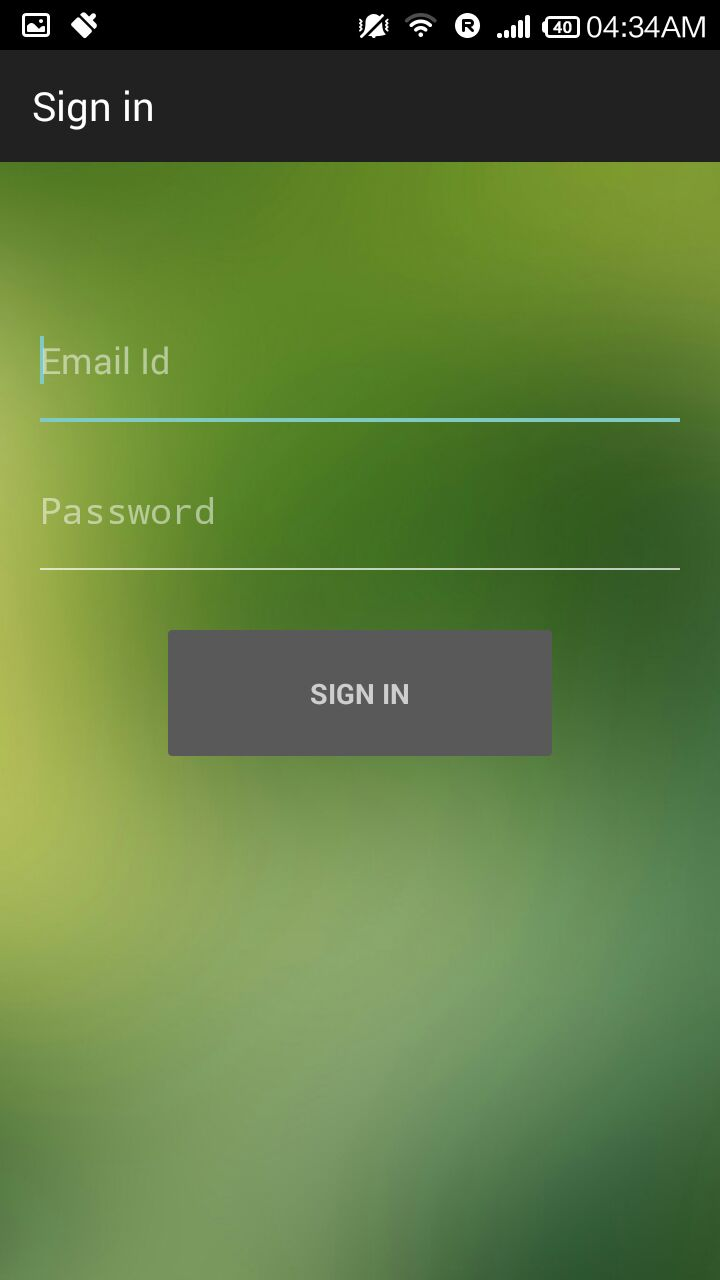 R 40 04:34AM
Sign in
Email Id
Password
SIGN IN